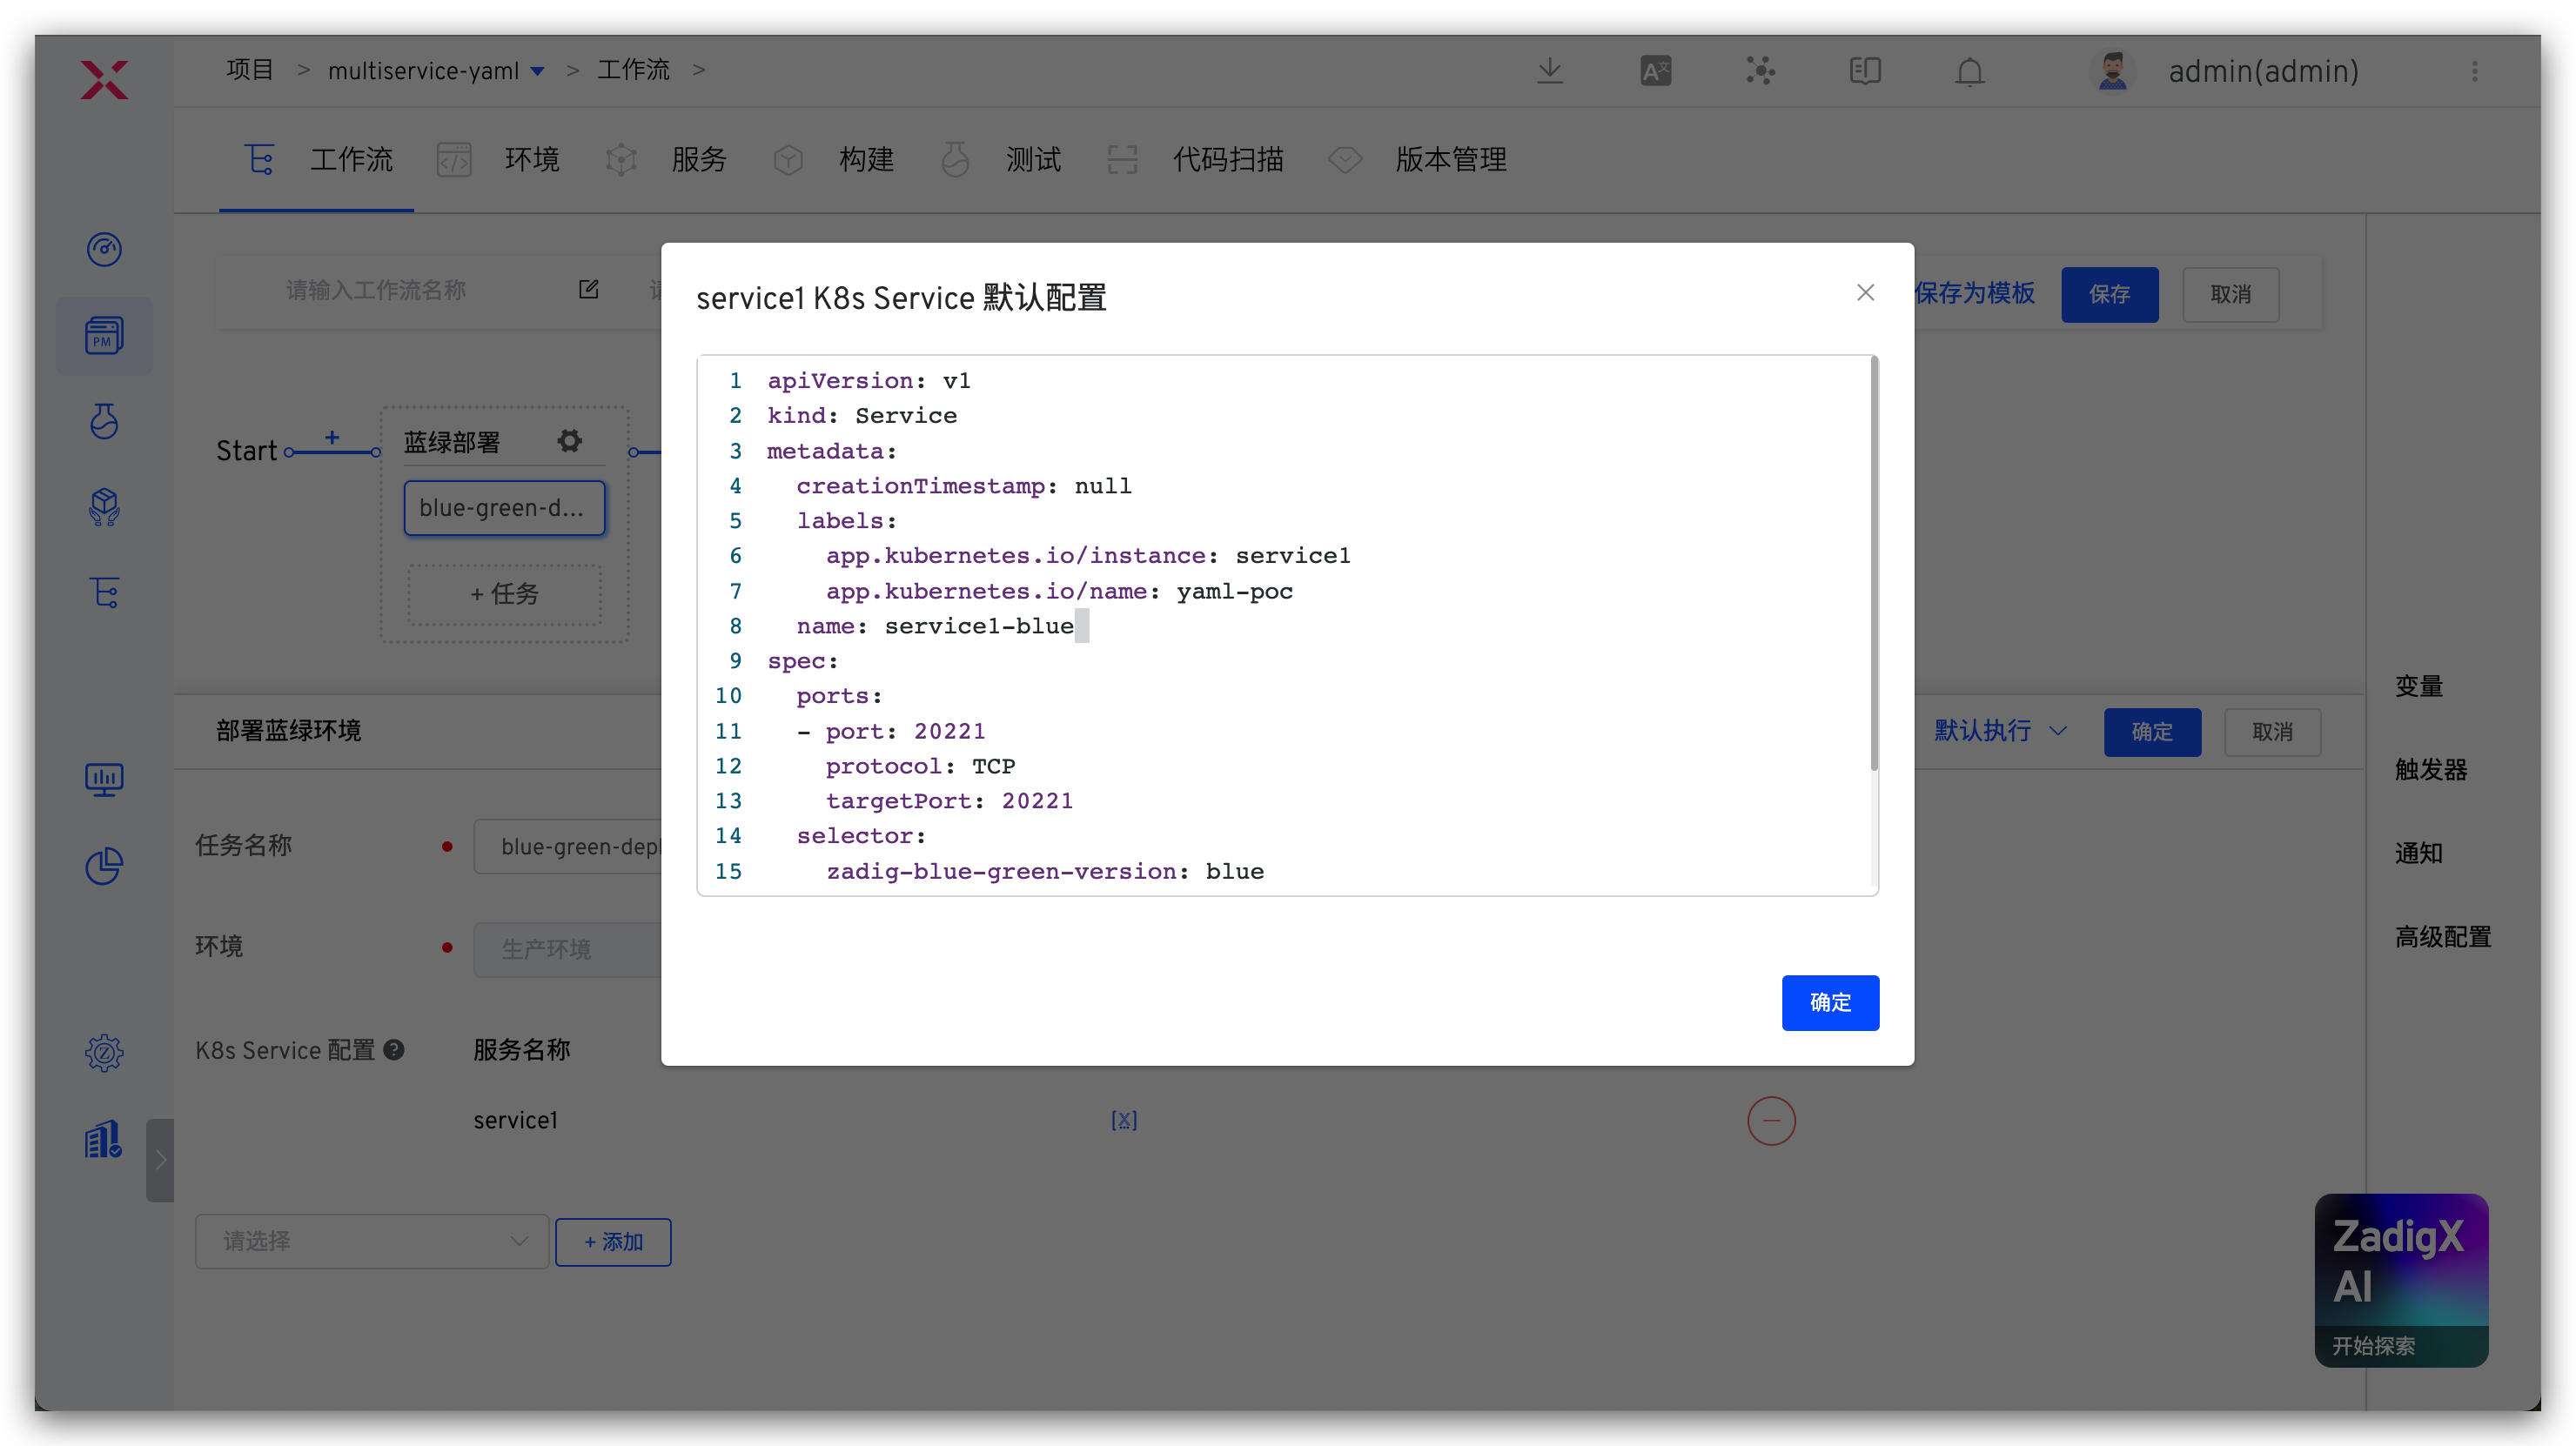 项目 > multiservice-yaml > 工作流 >
admin(admin)
工作流 环境 服务 构建 测试 代码扫描 版本管理
请输入工作流名称
保存为模板 保存 取消
Start
蓝绿部署
blue-green-d...
+ 任务
service1 K8s Service 默认配置
1 apiVersion: v1
2 kind: Service
3 metadata:
4 creationTimestamp: null
5 labels:
6 app.kubernetes.io/instance: service1
7 app.kubernetes.io/name: yaml-poc
8 name: service1-blue
9 spec:
10 ports:
11 - port: 20221
12 protocol: TCP
13 targetPort: 20221
14 selector:
15 zadig-blue-green-version: blue
确定
部署蓝绿环境
默认执行 确定 取消
任务名称 blue-green-depl
环境 生产环境
K8s Service 配置 ? 服务名称
service1 [x]
请选择 + 添加
变量
触发器
通知
高级配置
PM
ZadigX
AI
开始探索